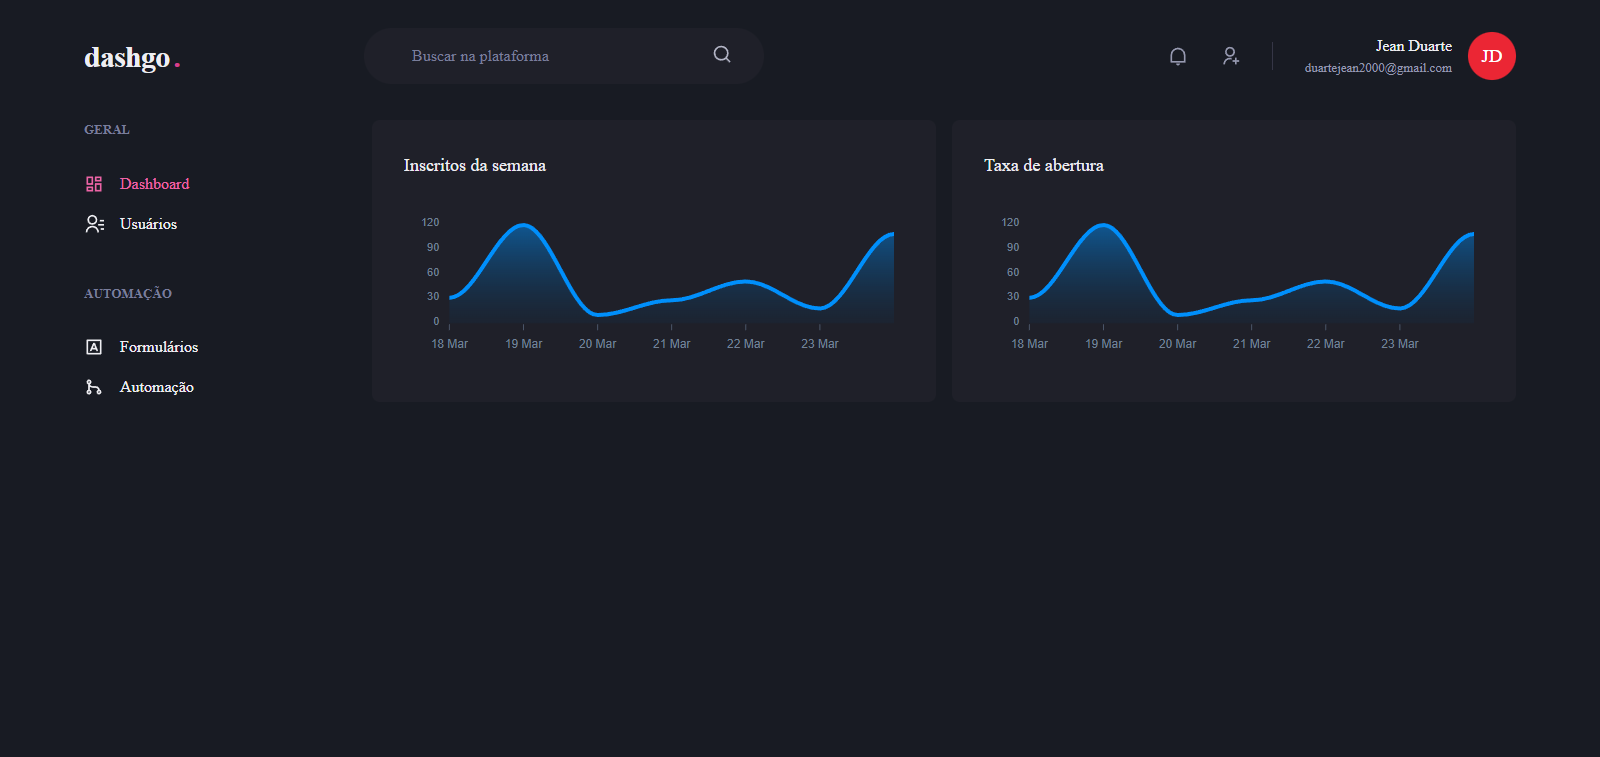 dashgo.
Buscar na plataforma
Jean Duarte
duartejean2000@gmail.com
JD
GERAL
Dashboard
Usuários
AUTOMAÇÃO
Formulários
Automação
Inscritos da semana
120
90
60
30
0
18 Mar 19 Mar 20 Mar 21 Mar 22 Mar 23 Mar
Taxa de abertura
120
90
60
30
0
18 Mar 19 Mar 20 Mar 21 Mar 22 Mar 23 Mar